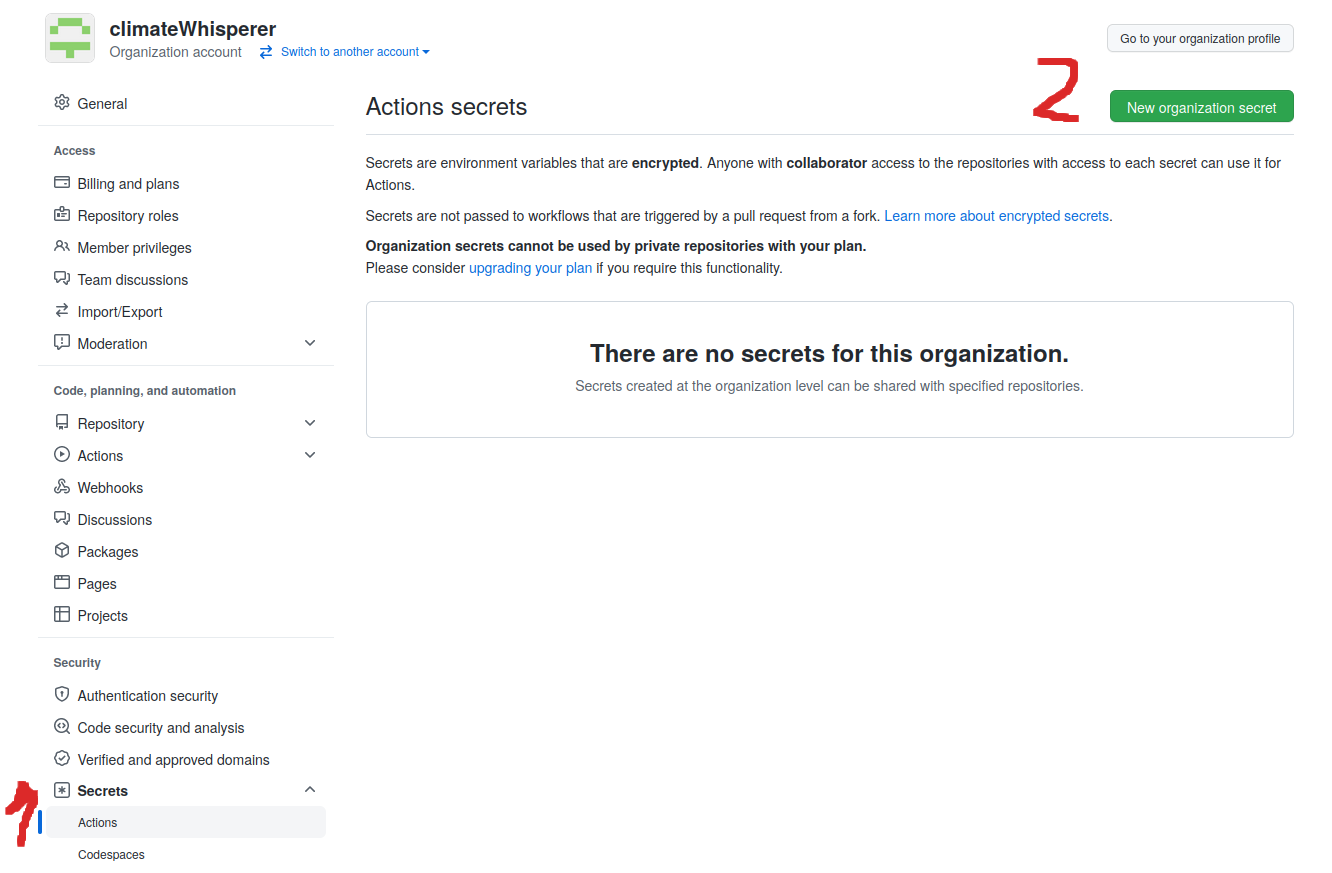 climateWhisperer
Organization account
Switch to another account
Go to your organization profile
General
Access
Billing and plans
Repository roles
Member privileges
Team discussions
Import/Export
Moderation
Code, planning, and automation
Repository
Actions
Webhooks
Discussions
Packages
Pages
Projects
Security
Authentication security
Code security and analysis
Verified and approved domains
Secrets
1
Actions
Codespaces
Actions secrets
2
New organization secret
Secrets are environment variables that are encrypted. Anyone with collaborator access to the repositories with access to each secret can use it for
Actions.
Secrets are not passed to workflows that are triggered by a pull request from a fork. Learn more about encrypted secrets.
Organization secrets cannot be used by private repositories with your plan.
Please consider upgrading your plan if you require this functionality.
There are no secrets for this organization.
Secrets created at the organization level can be shared with specified repositories.